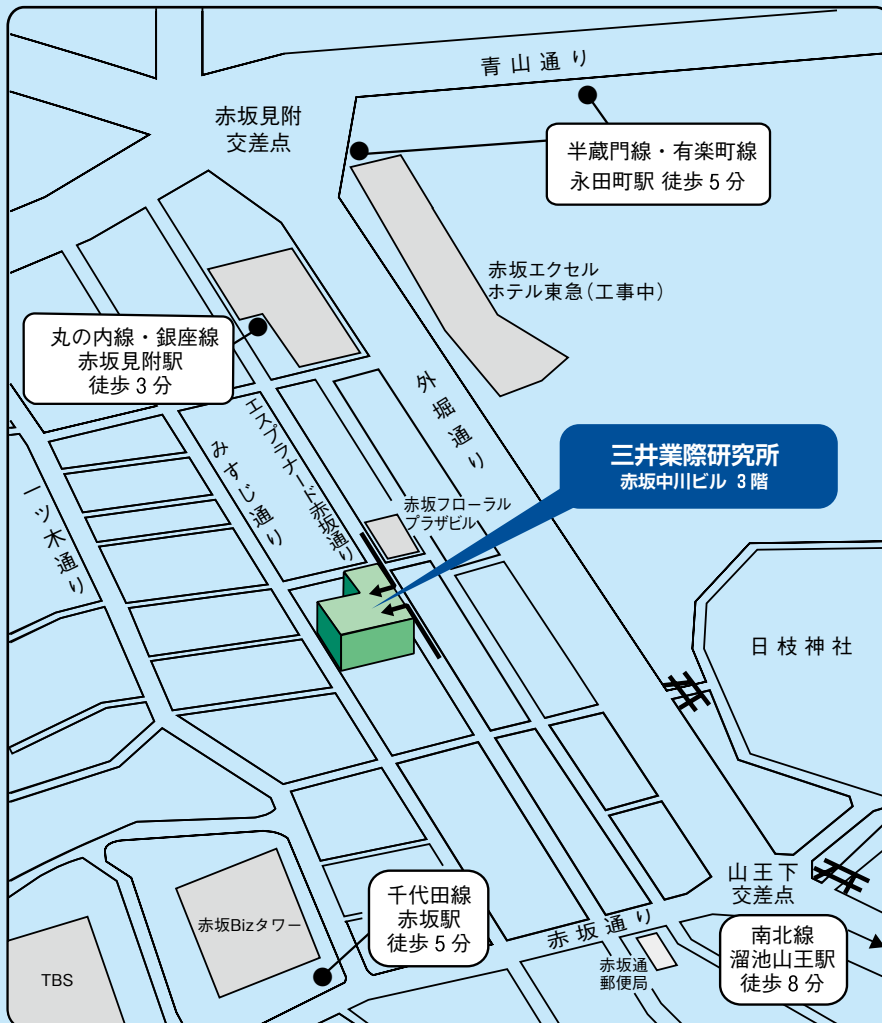 青山通り
赤坂見附
交差点
半蔵門線・有楽町線
永田町駅 徒歩5分
赤坂エクセル
ホテル東急(工事中)
丸の内線・銀座線
赤坂見附駅
徒歩3分
外堀通り
エスプラナード赤坂通り
みすじ通り
一ツ木通り
三井業際研究所
赤坂中川ビル 3階
赤坂フローラル
プラザビル
日枝神社
山王下
交差点
千代田線
赤坂駅
徒歩5分
赤坂通り
赤坂Bizタワー
TBS
赤坂通
郵便局
南北線
溜池山王駅
徒歩8分